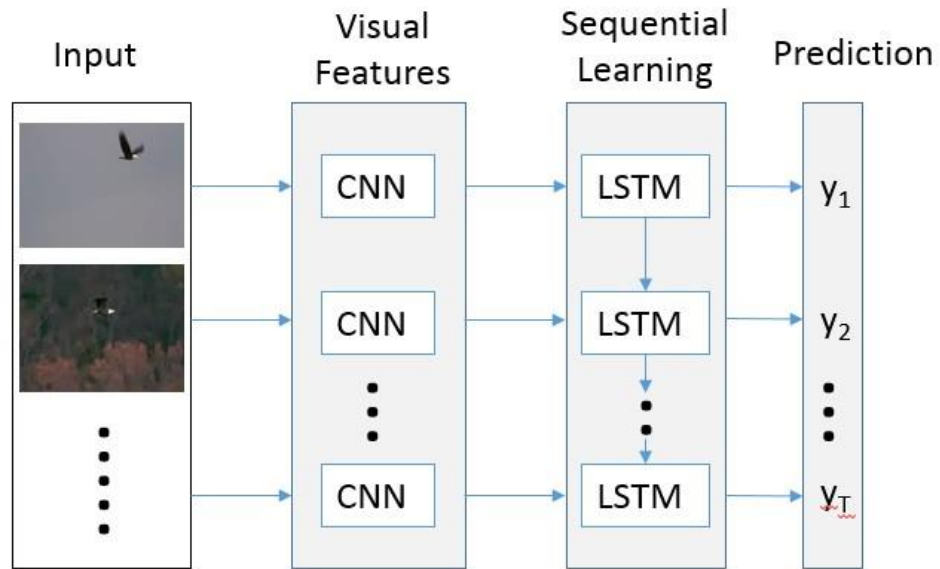 Input
Visual
Features
Sequential
Learning
Prediction
CNN
LSTM
y1
CNN
LSTM
y2
CNN
LSTM
yT